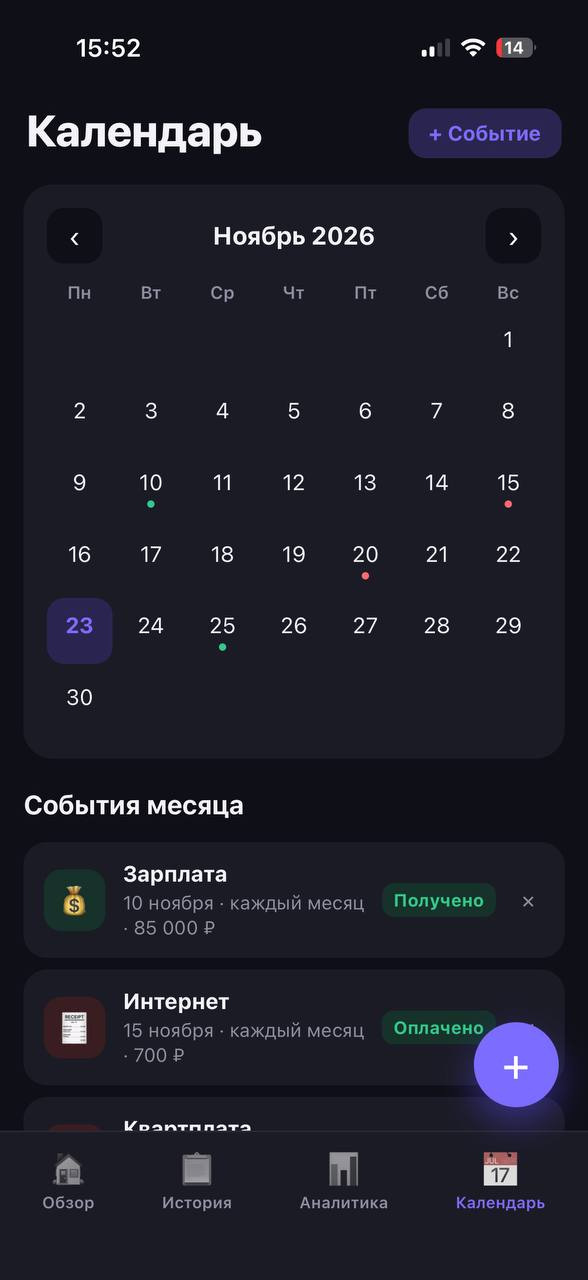 15:52
14
Календарь
+ Событие
‹
Ноябрь 2026
›
Пн Вт Ср Чт Пт Сб Вс
1
2 3 4 5 6 7 8
9 10 11 12 13 14 15
16 17 18 19 20 21 22
23 24 25 26 27 28 29
30
События месяца
Зарплата
10 ноября · каждый месяц
· 85 000 ₽
Получено
×
RECEIPT
Интернет
15 ноября · каждый месяц
· 700 ₽
Оплачено
+
Квартплата
JUL
17
Обзор
История
Аналитика
Календарь